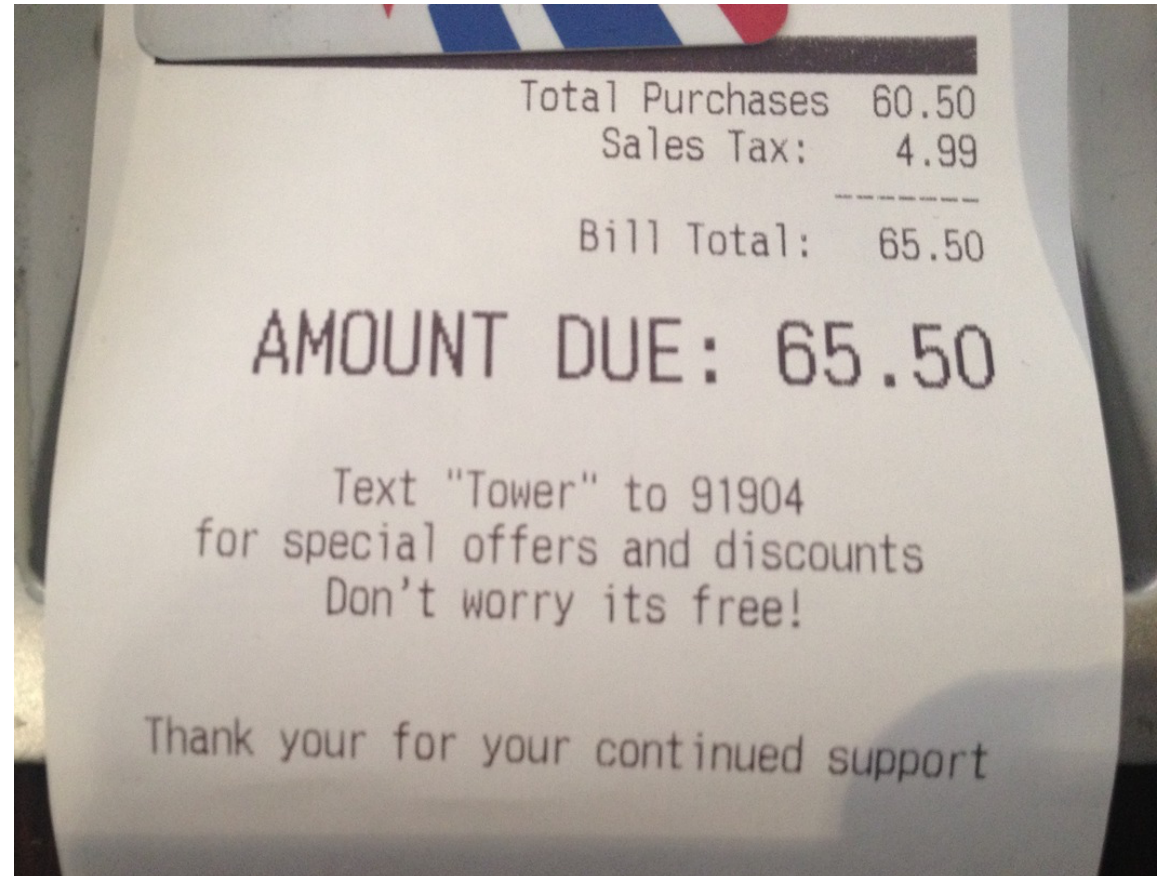 Total Purchases 60.50
Sales Tax: 4.99
-------
Bill Total: 65.50
AMOUNT DUE: 65.50
Text "Tower" to 91904
for special offers and discounts
Don't worry its free!
Thank your for your continued support